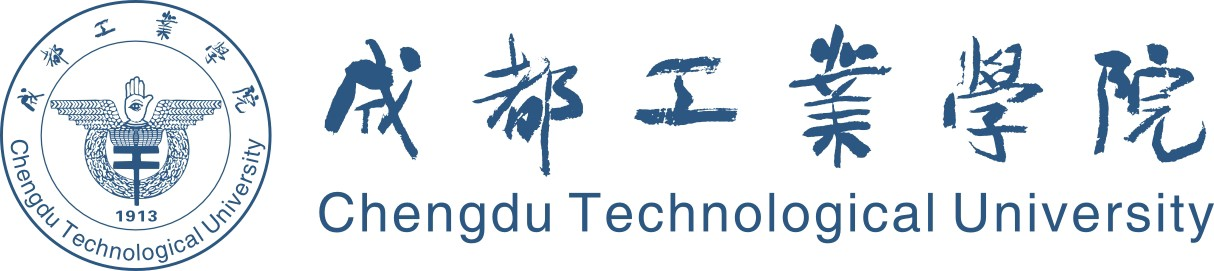 成都工業學院
1913
Chengdu Technological University
成都工業學院
Chengdu Technological University